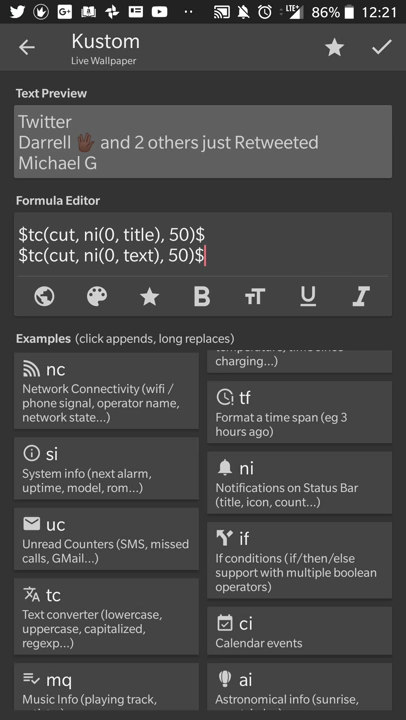 LTE 86% 12:21
Kustom
Live Wallpaper
Text Preview
Twitter
Darrell 🖖🏿 and 2 others just Retweeted
Michael G
Formula Editor
$tc(cut, ni(0, title), 50)$
$tc(cut, ni(0, text), 50)$
B TT U I
Examples (click appends, long replaces)
nc
Network Connectivity (wifi /
phone signal, operator name,
network state...)
si
System info (next alarm,
uptime, model, rom...)
uc
Unread Counters (SMS, missed
calls, GMail...)
tc
Text converter (lowercase,
uppercase, capitalized,
regexp...)
mq
Music Info (playing track,
charging...)
tf
Format a time span (eg 3
hours ago)
ni
Notifications on Status Bar
(title, icon, count...)
if
If conditions (if/then/else
support with multiple boolean
operators)
ci
Calendar events
ai
Astronomical info (sunrise,